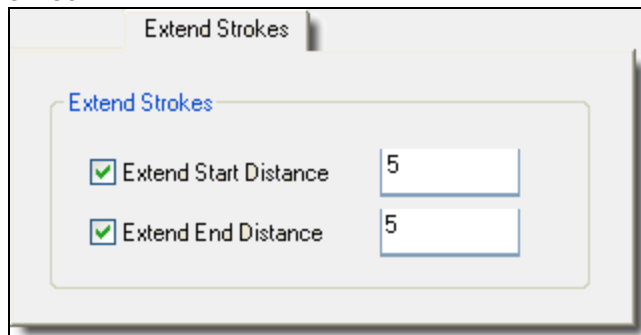 Extend Strokes
Extend Strokes
Extend Start Distance 5
Extend End Distance 5